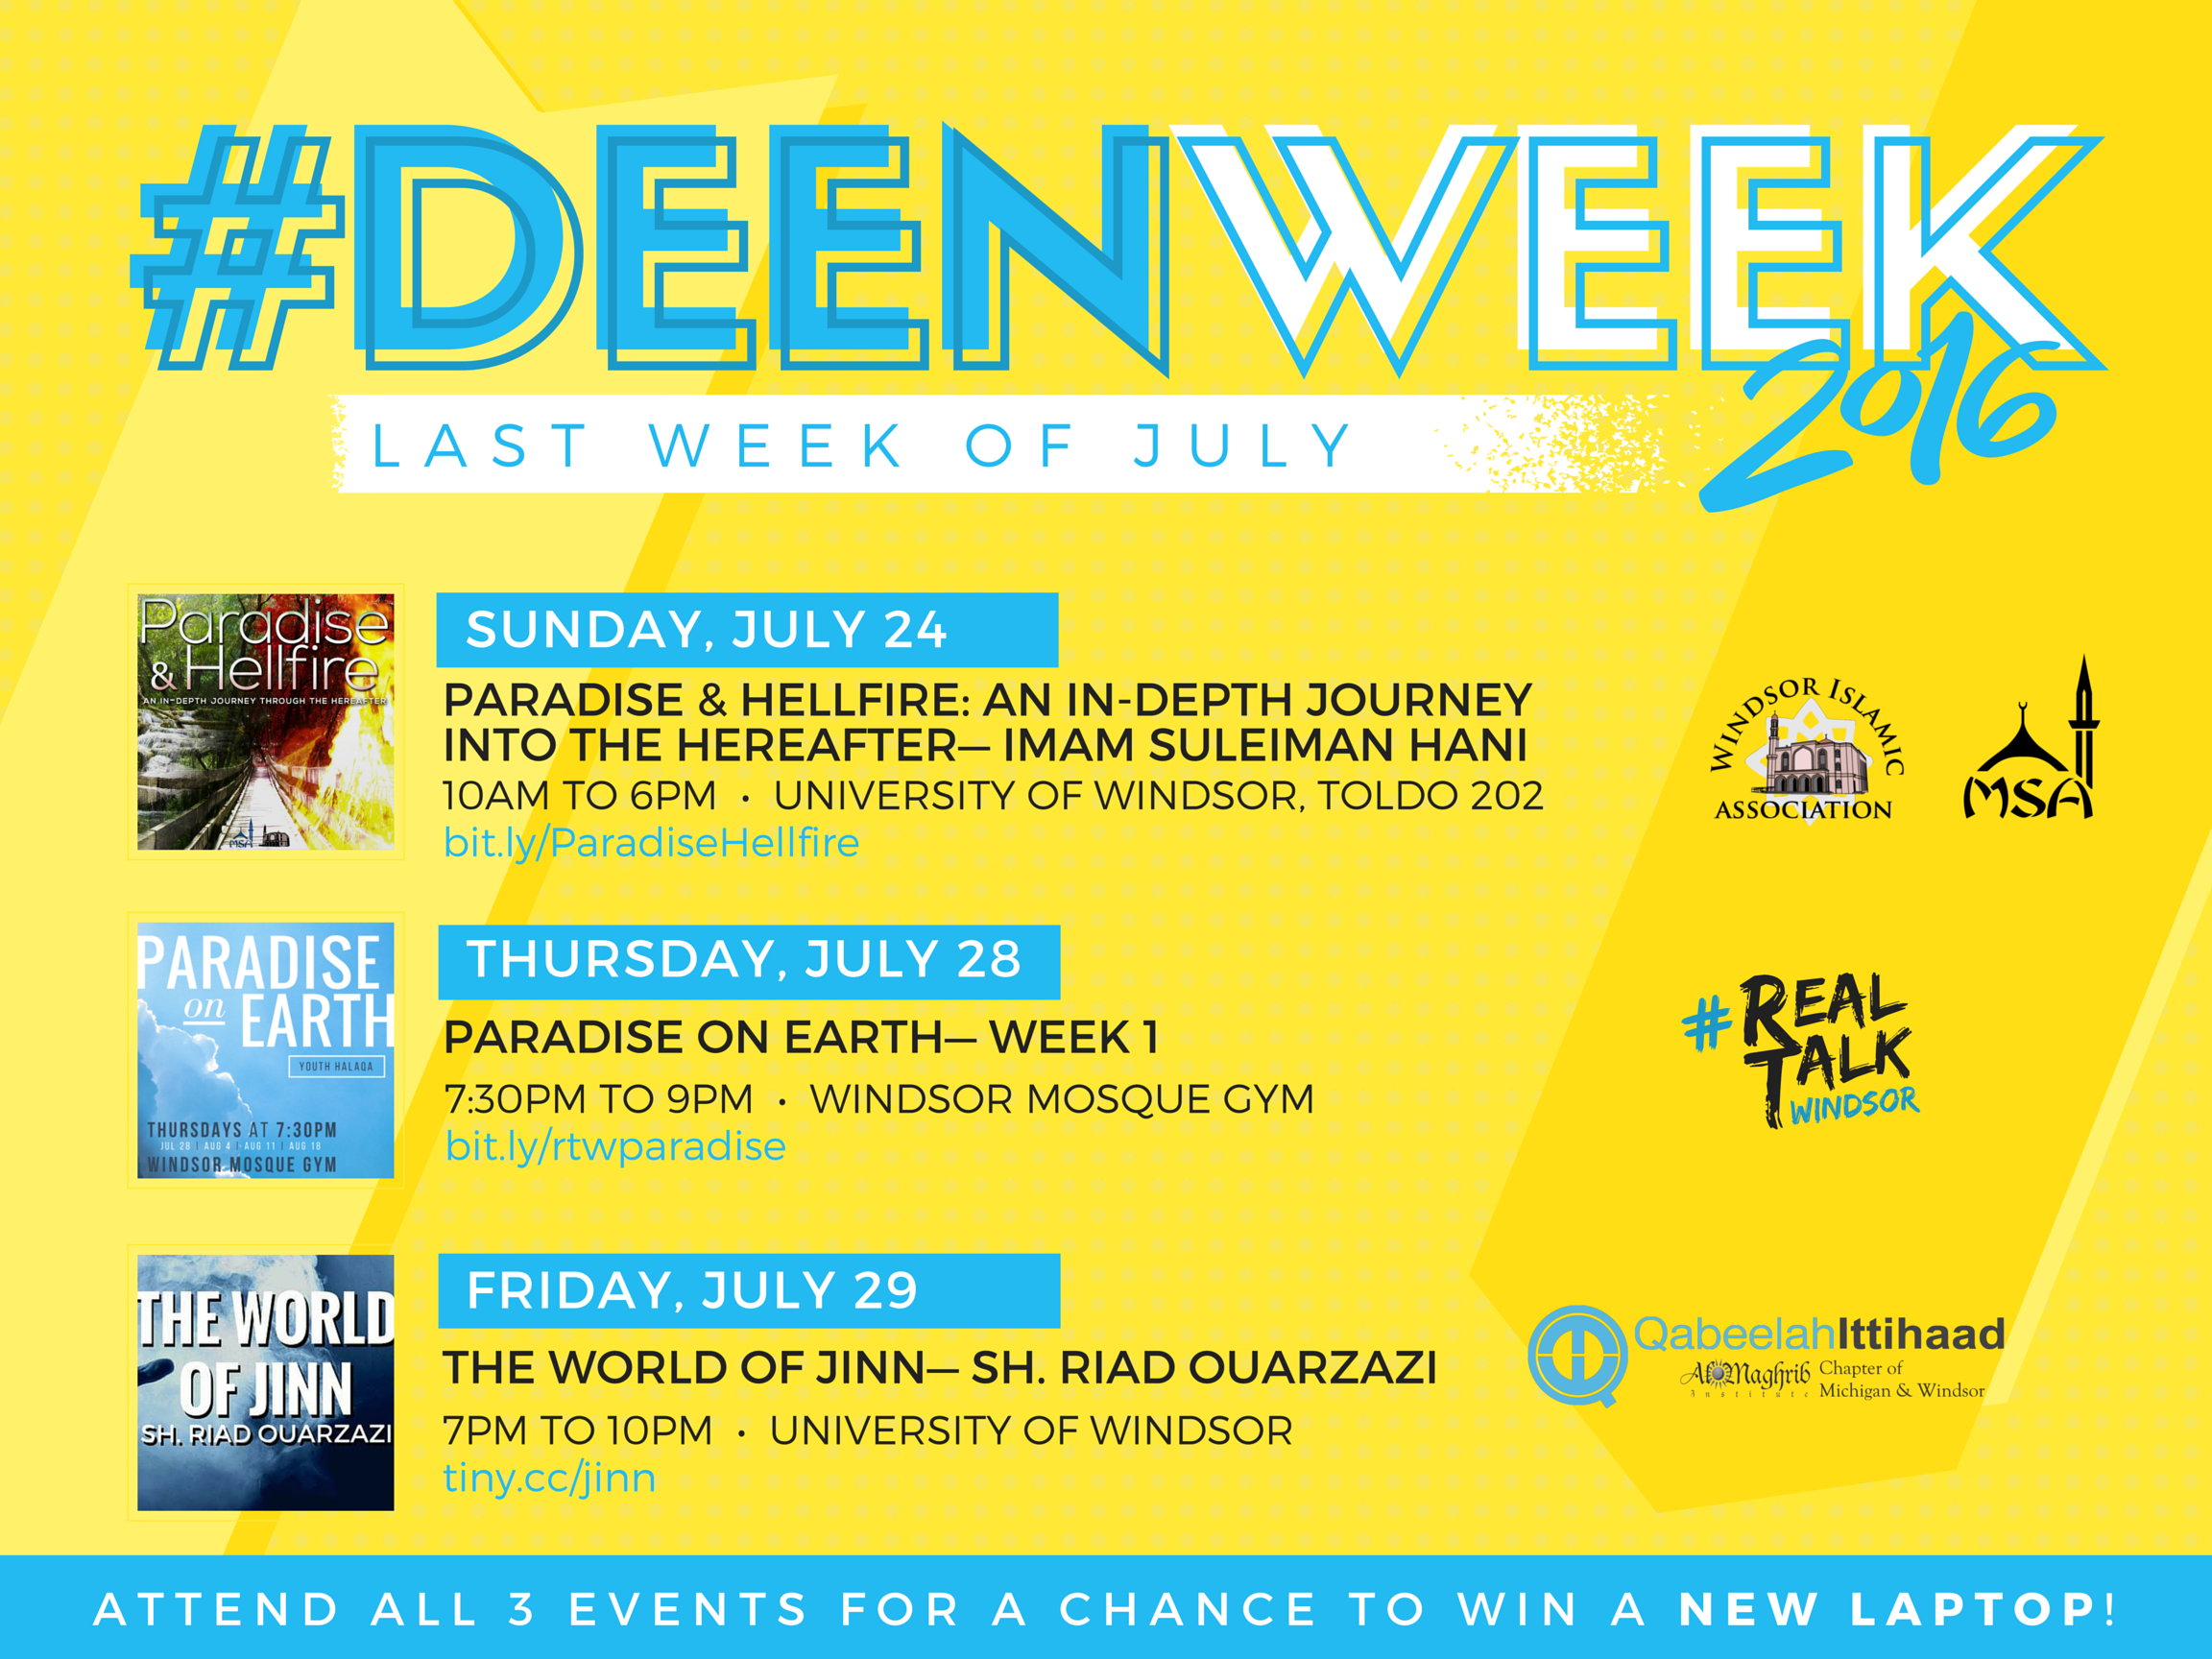 #DEENWEEK
2016
LAST WEEK OF JULY
Paradise
& Hellfire
AN IN-DEPTH JOURNEY THROUGH THE HEREAFTER
MSA
SUNDAY, JULY 24
PARADISE & HELLFIRE: AN IN-DEPTH JOURNEY
INTO THE HEREAFTER— IMAM SULEIMAN HANI
10AM TO 6PM • UNIVERSITY OF WINDSOR, TOLDO 202
bit.ly/ParadiseHellfire
WINDSOR ISLAMIC
ASSOCIATION
MSA
PARADISE
on EARTH
YOUTH HALAQA
THURSDAYS AT 7:30PM
JUL 28 | AUG 4 | AUG 11 | AUG 18
WINDSOR MOSQUE GYM
THURSDAY, JULY 28
PARADISE ON EARTH— WEEK 1
7:30PM TO 9PM • WINDSOR MOSQUE GYM
bit.ly/rtwparadise
#REAL
TALK
WINDSOR
THE WORLD
OF JINN
SH. RIAD OUARZAZI
FRIDAY, JULY 29
THE WORLD OF JINN— SH. RIAD OUARZAZI
7PM TO 10PM • UNIVERSITY OF WINDSOR
tiny.cc/jinn
QabeelahIttihaad
AlMaghrib Chapter of
Institute Michigan & Windsor
ATTEND ALL 3 EVENTS FOR A CHANCE TO WIN A NEW LAPTOP!